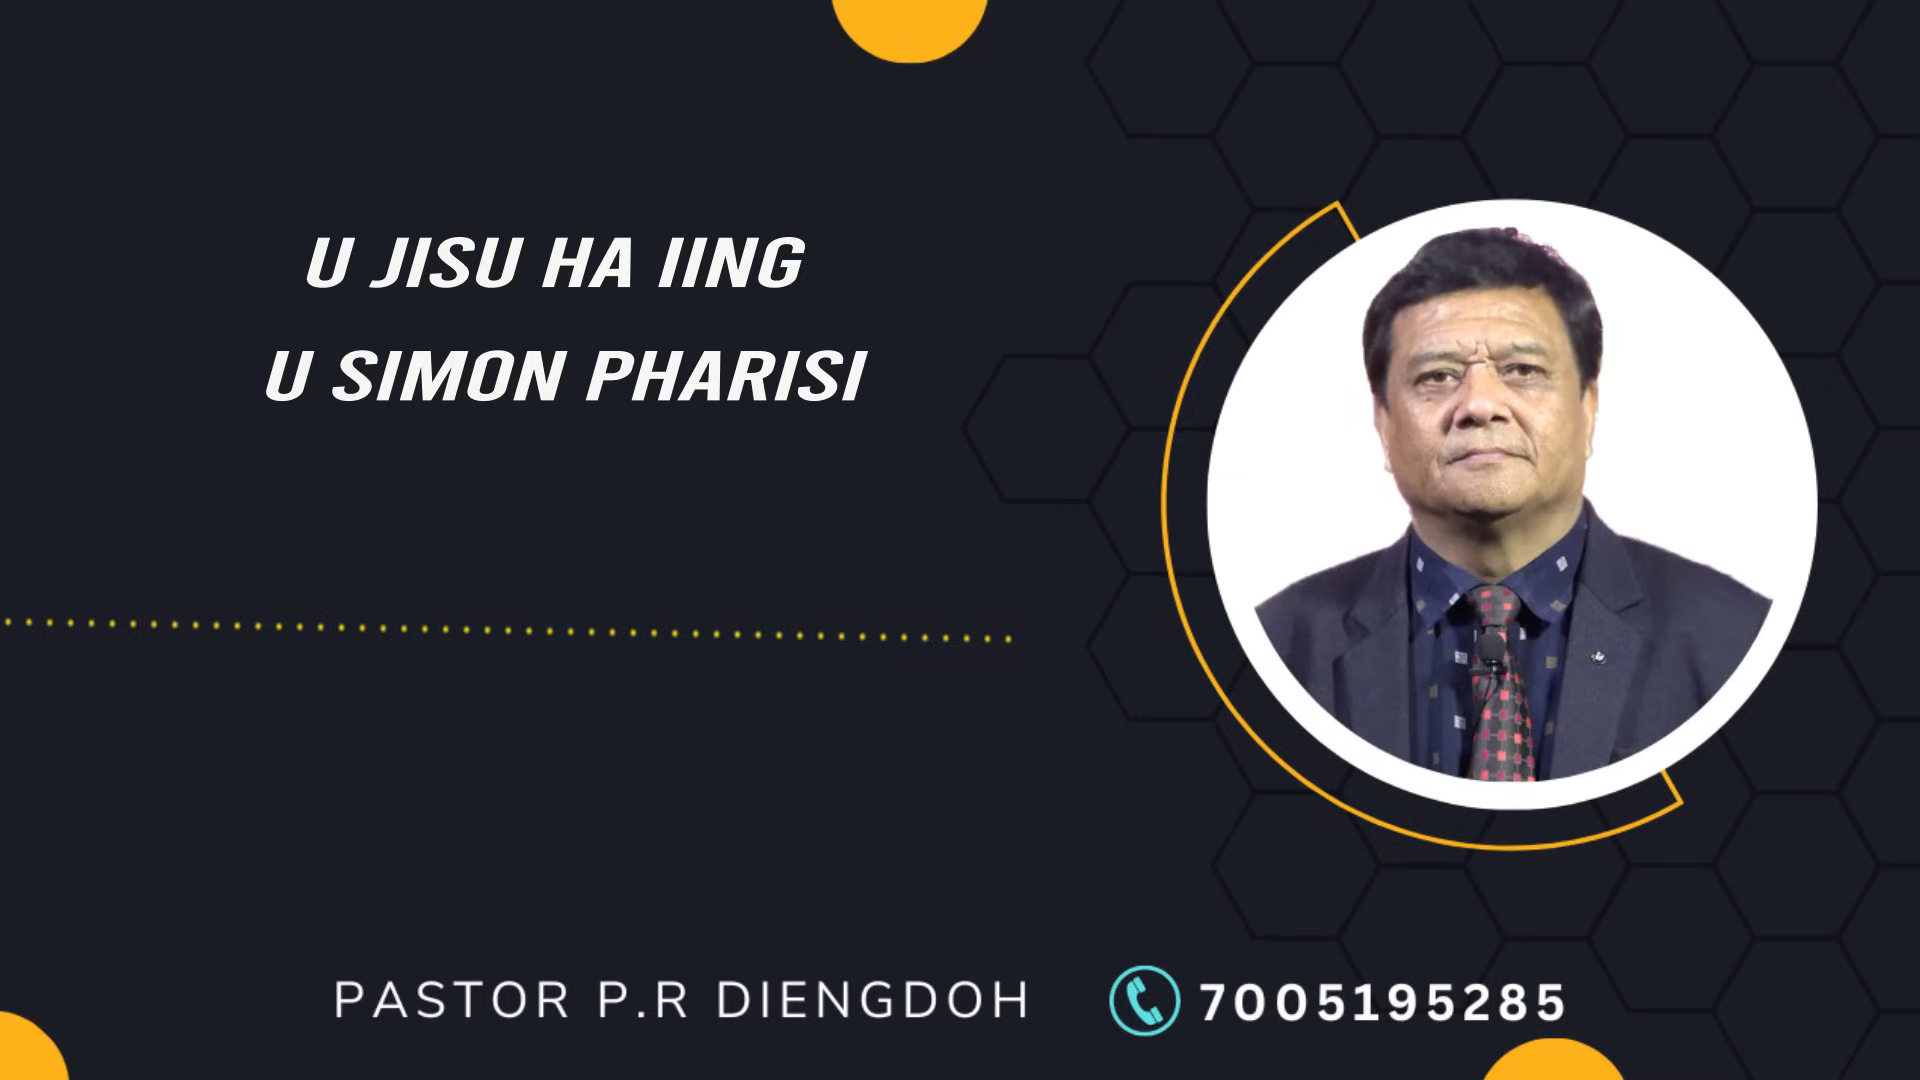 U JISU HA IING
U SIMON PHARISI
PASTOR P.R DIENGDOH
7005195285